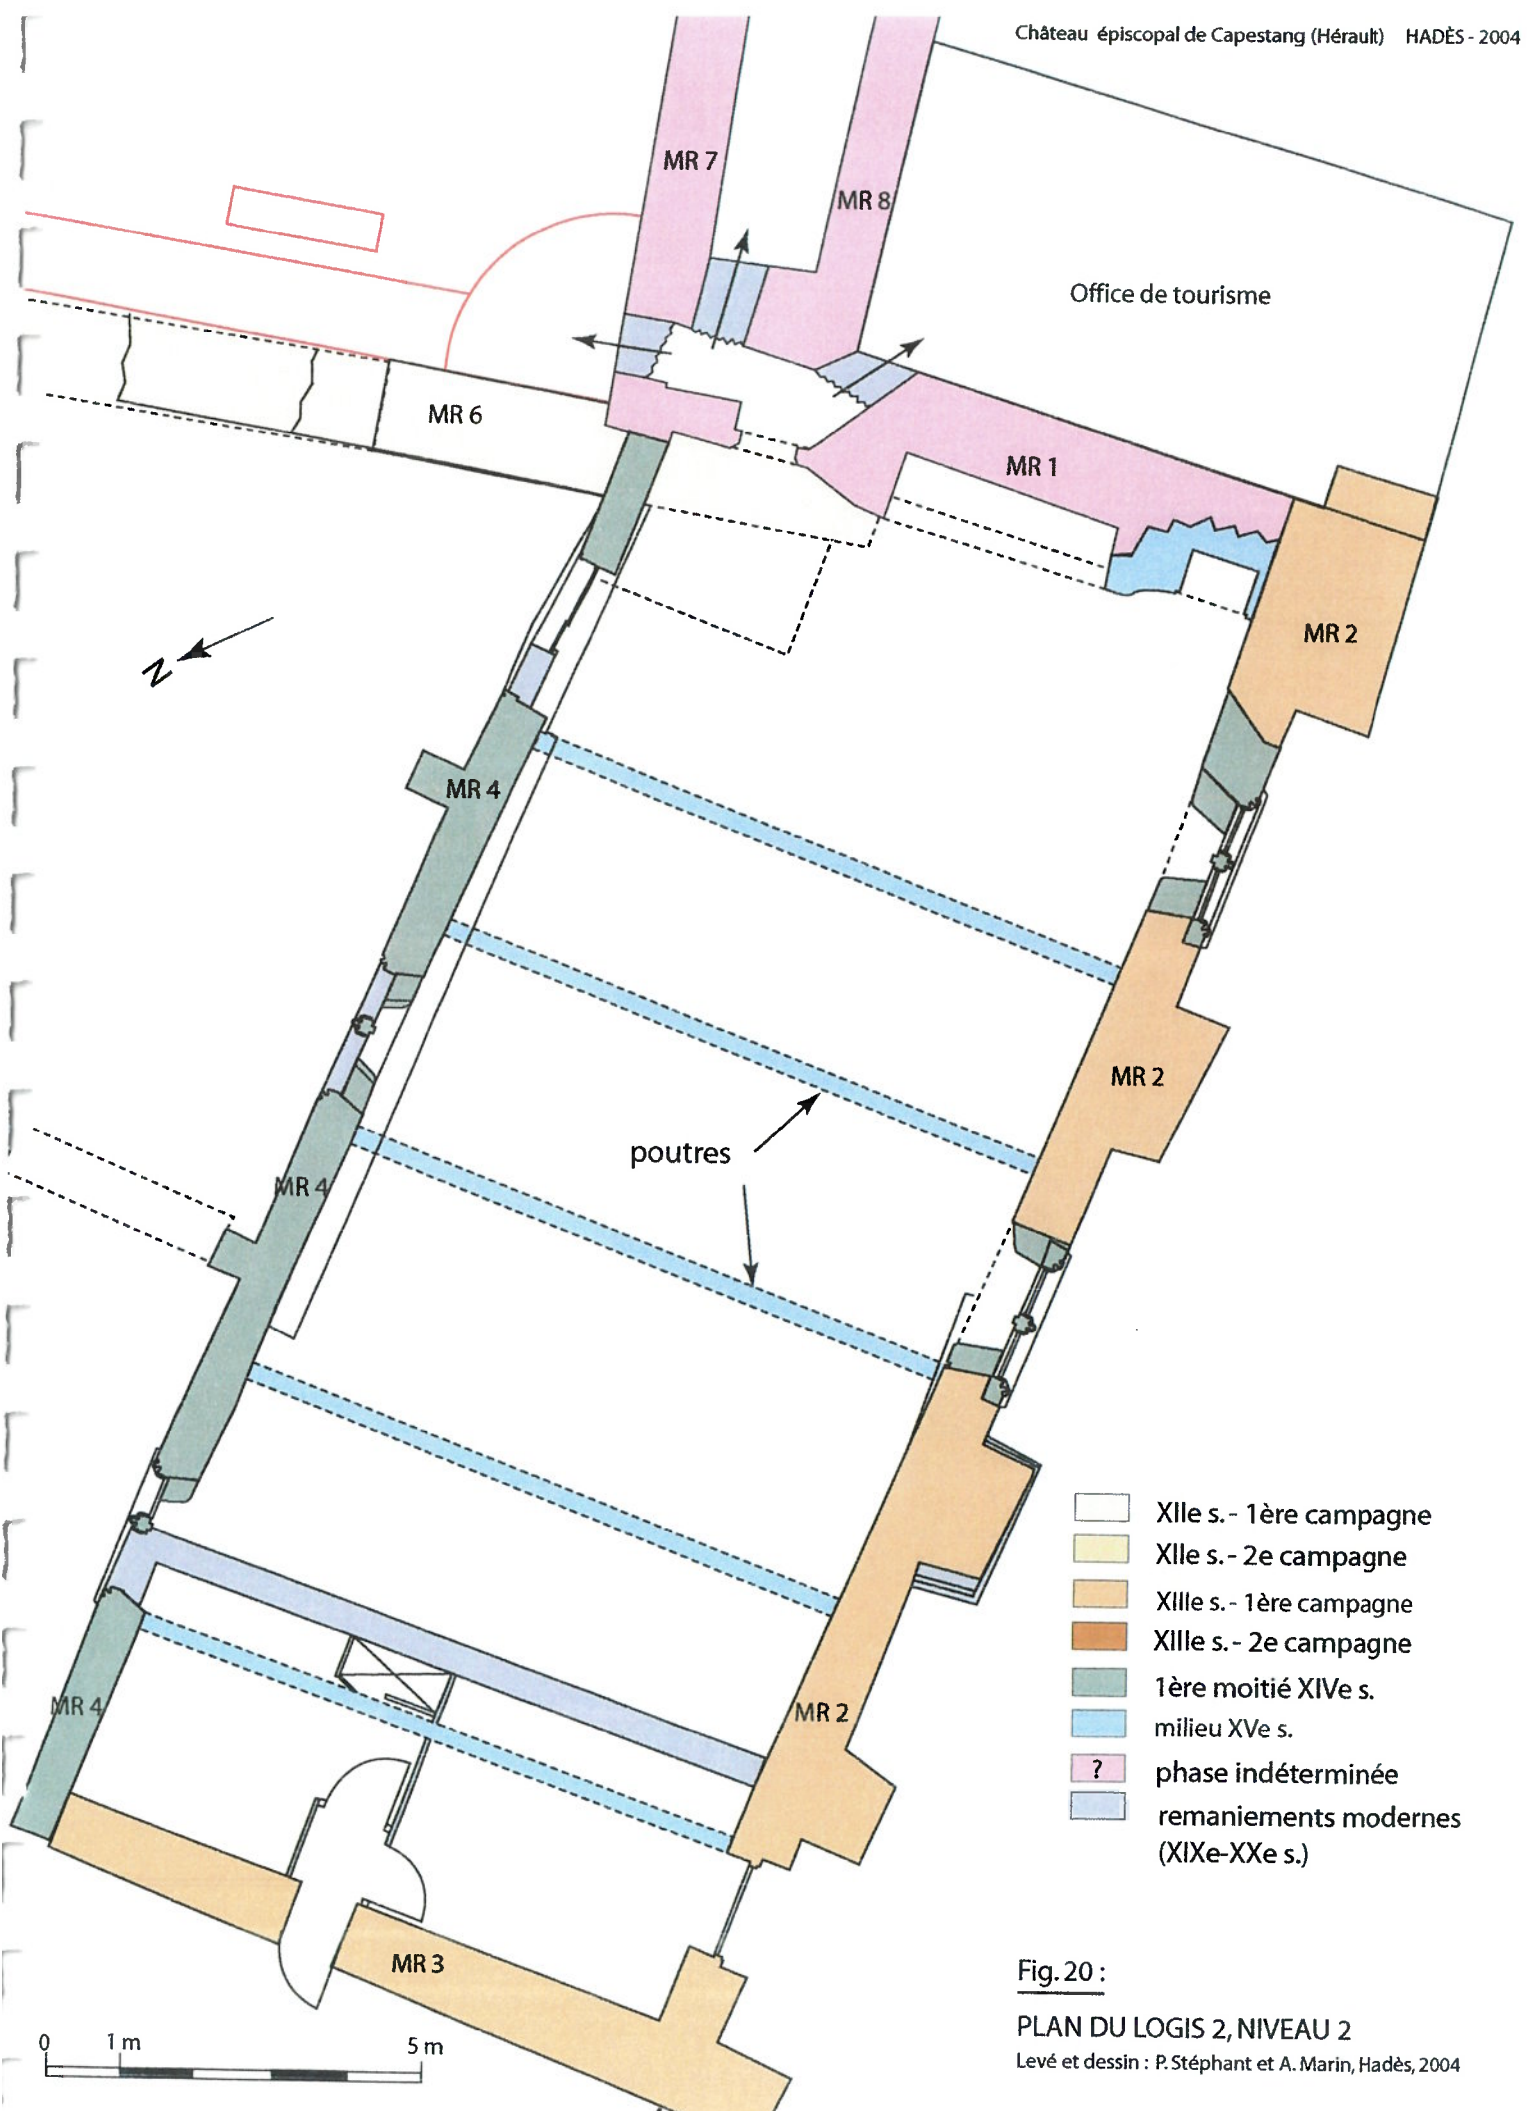 Château épiscopal de Capestang (Hérault) HADÈS - 2004
MR 7
MR 8
Office de tourisme
MR 6
MR 1
MR 2
N
MR 4
MR 2
poutres
MR 4
MR 4
MR 2
MR 3
XIIe s. - 1ère campagne
XIIe s. - 2e campagne
XIIIe s. - 1ère campagne
XIIIe s. - 2e campagne
1ère moitié XIVe s.
milieu XVe s.
? phase indéterminée
remaniements modernes
(XIXe-XXe s.)
Fig. 20 :
PLAN DU LOGIS 2, NIVEAU 2
Levé et dessin : P. Stéphant et A. Marin, Hadès, 2004
0 1 m 5 m